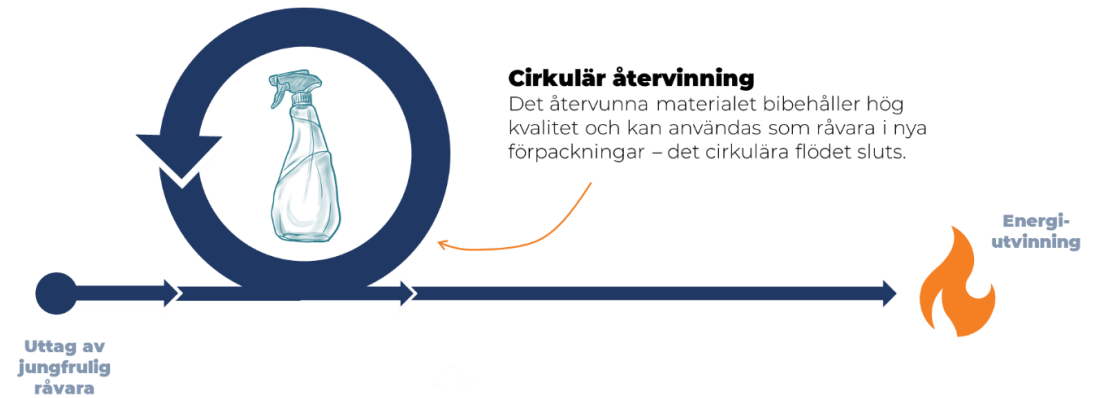 Cirkulär återvinning
Det återvunna materialet bibehåller hög
kvalitet och kan användas som råvara i nya
förpackningar – det cirkulära flödet sluts.
Energi-
utvinning
Uttag av
jungfrulig
råvara